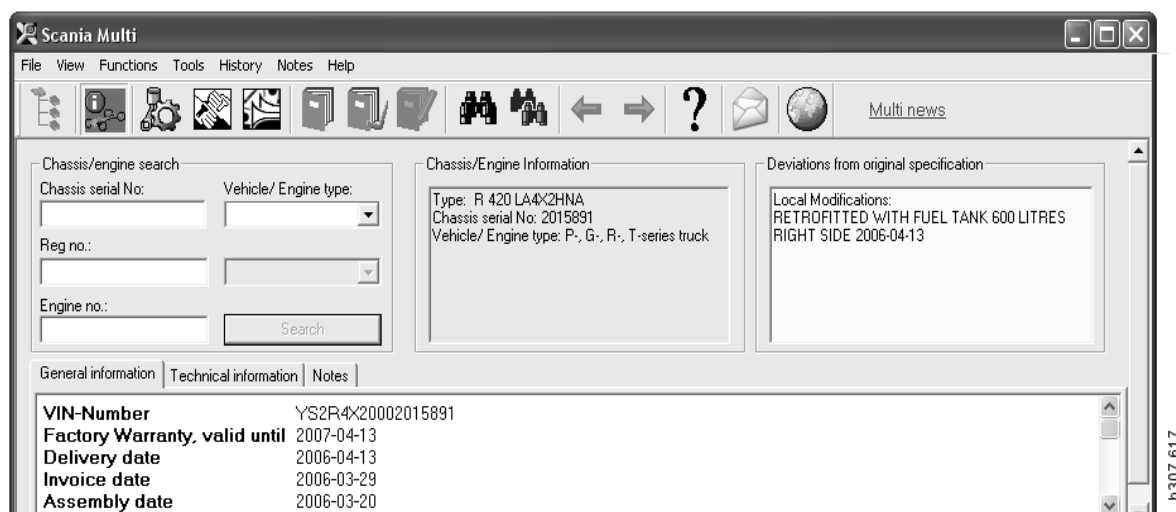 Scania Multi
File View Functions Tools History Notes Help
Multi news
Chassis/engine search
Chassis serial No:
Vehicle/ Engine type:
Reg no.:
Engine no.:
Search
Chassis/Engine Information
Type: R 420 LA4X2HNA
Chassis serial No: 2015891
Vehicle/ Engine type: P-, G-, R-, T-series truck
Deviations from original specification
Local Modifications:
RETROFITTED WITH FUEL TANK 600 LITRES
RIGHT SIDE 2006-04-13
General information Technical information Notes
VIN-Number YS2R4X20002015891
Factory Warranty, valid until 2007-04-13
Delivery date 2006-04-13
Invoice date 2006-03-29
Assembly date 2006-03-20
b307 617